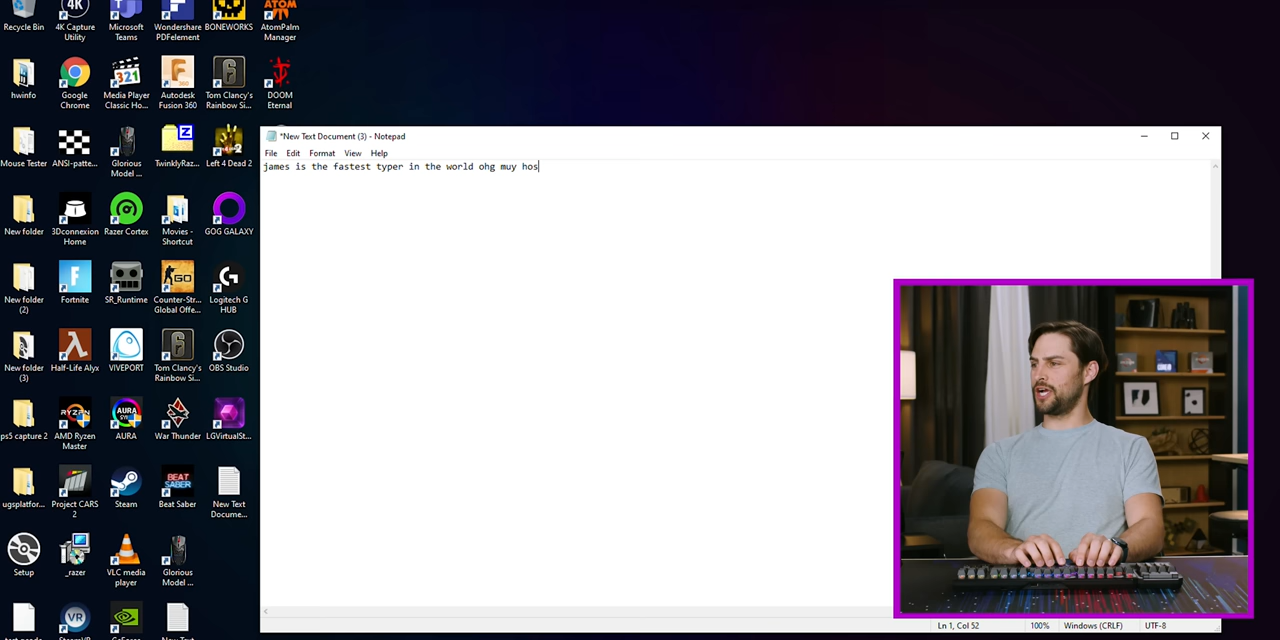 Recycle Bin
4K Capture Utility
Microsoft Teams
Wondershare PDFelement
BONEWORKS
AtomPalm Manager
hwinfo
Google Chrome
Media Player Classic Ho...
Autodesk Fusion 360
Tom Clancy's Rainbow Si...
DOOM Eternal
Mouse Tester
ANSI-patte...
Glorious Model ...
TwinklyRaz...
Left 4 Dead 2
New folder
3Dconnexion Home
Razer Cortex
Movies - Shortcut
GOG GALAXY
New folder (2)
Fortnite
SR_Runtime
Counter-Str... Global Offe...
Logitech G HUB
New folder (3)
Half-Life Alyx
VIVEPORT
Tom Clancy's Rainbow Si...
OBS Studio
ps5 capture 2
AMD Ryzen Master
AURA
War Thunder
LGVirtualSt...
ugsplatfor...
Project CARS 2
Steam
Beat Saber
New Text Docume...
Setup
_razer
VLC media player
Glorious Model ...
SteamVR
GeForce
New Text
*New Text Document (3) - Notepad
File Edit Format View Help
james is the fastest typer in the world ohg muy hos
Ln 1, Col 52 100% Windows (CRLF) UTF-8